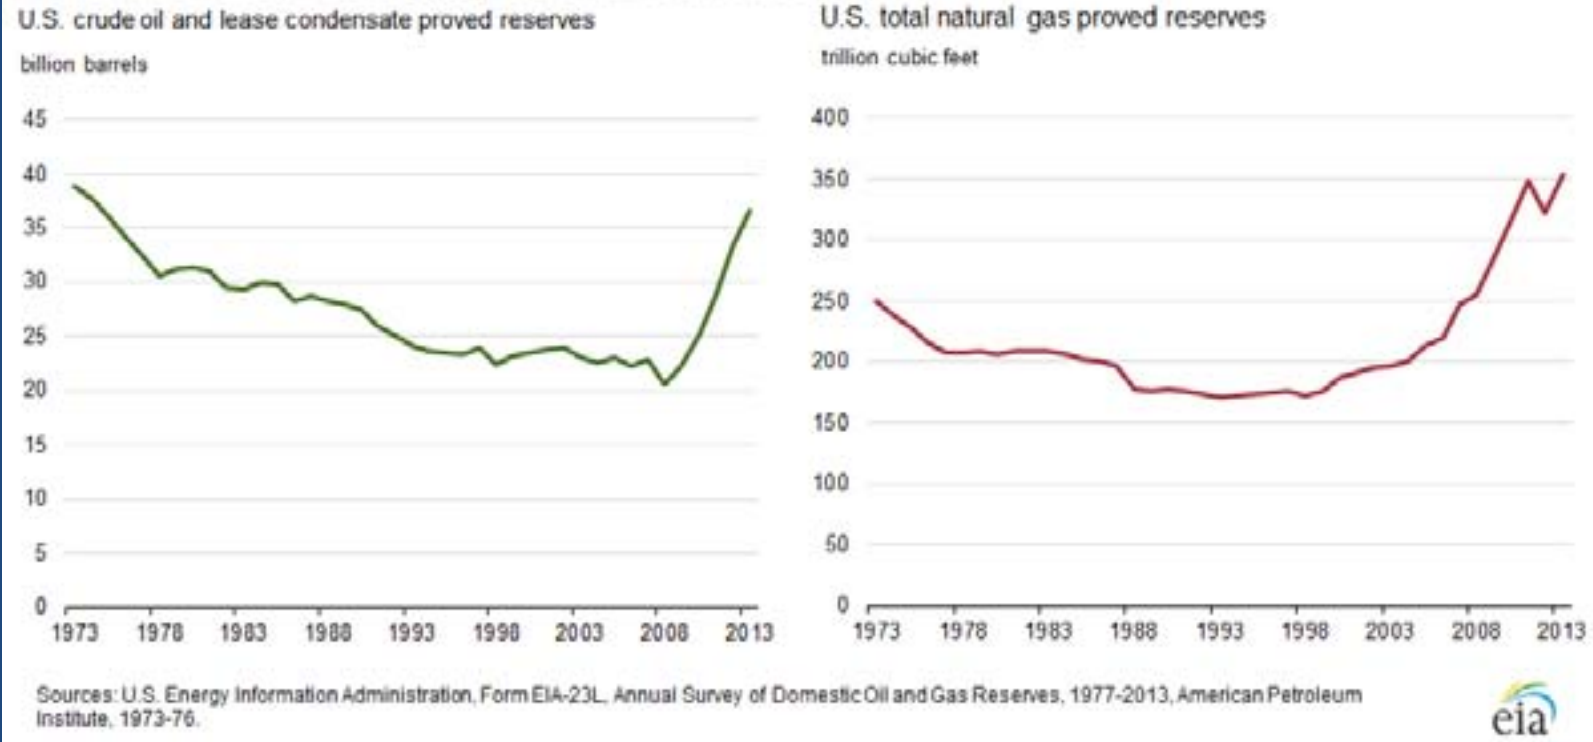 U.S. crude oil and lease condensate proved reserves
billion barrels
45
40
35
30
25
20
15
10
5
0
1973 1978 1983 1988 1993 1998 2003 2008 2013
U.S. total natural gas proved reserves
trillion cubic feet
400
350
300
250
200
150
100
50
0
1973 1978 1983 1988 1993 1998 2003 2008 2013
Sources: U.S. Energy Information Administration, Form EIA-23L, Annual Survey of Domestic Oil and Gas Reserves, 1977-2013, American Petroleum
Institute, 1973-76.
eia